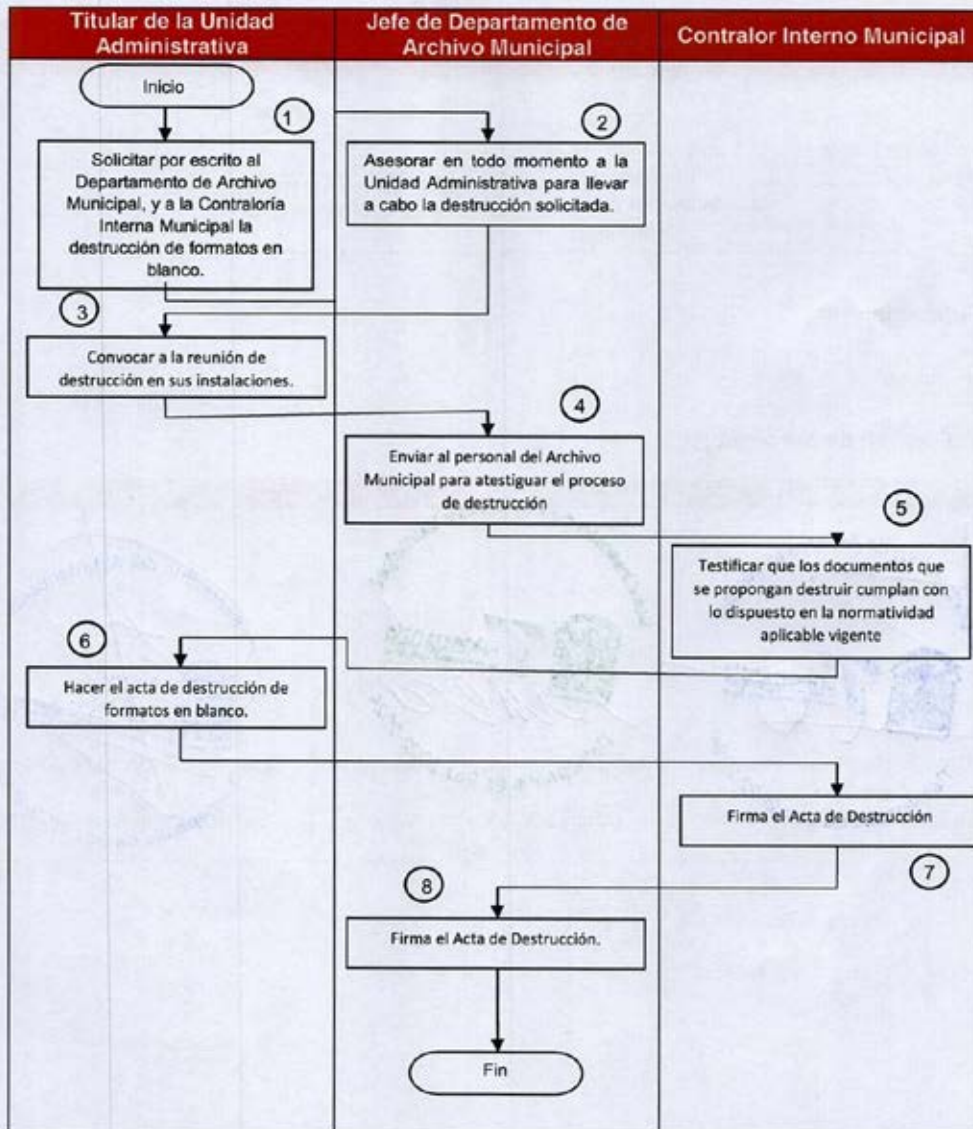 Titular de la Unidad
Administrativa
Jefe de Departamento de
Archivo Municipal
Contralor Interno Municipal
Inicio
1
Solicitar por escrito al
Departamento de Archivo
Municipal, y a la Contraloría
Interna Municipal la
destrucción de formatos en
blanco.
2
Asesorar en todo momento a la
Unidad Administrativa para llevar
a cabo la destrucción solicitada.
3
Convocar a la reunión de
destrucción en sus instalaciones.
4
Enviar al personal del Archivo
Municipal para atestiguar el proceso
de destrucción
5
Testificar que los documentos que
se propongan destruir cumplan con
lo dispuesto en la normatividad
aplicable vigente
6
Hacer el acta de destrucción de
formatos en blanco.
Firma el Acta de Destrucción
7
8
Firma el Acta de Destrucción.
Fin